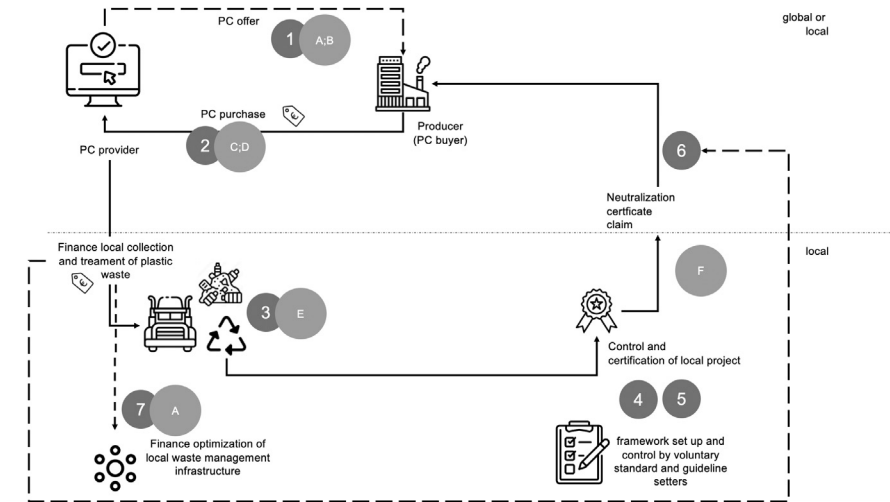 PC offer
1
A;B
global or
local
PC purchase
€
Producer
(PC buyer)
2
C;D
PC provider
6
Neutralization
certficate
claim
Finance local collection
and treament of plastic
waste
€
local
F
3
E
Control and
certification of local project
7
A
4
5
Finance optimization of
local waste management
infrastructure
framework set up and
control by voluntary
standard and guideline
setters